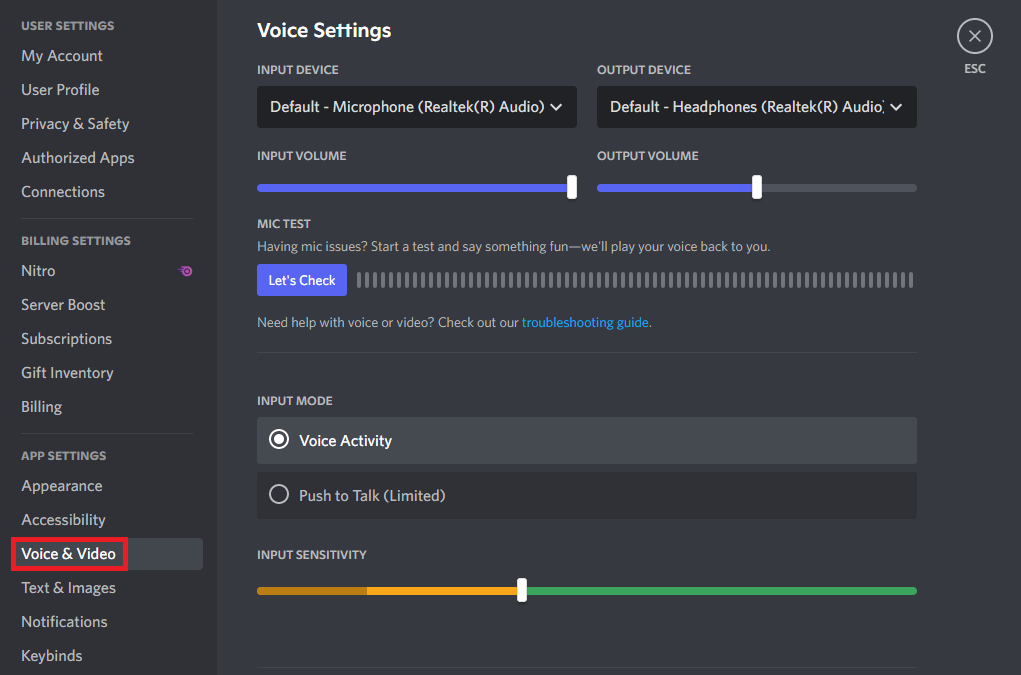 USER SETTINGS
My Account
User Profile
Privacy & Safety
Authorized Apps
Connections
BILLING SETTINGS
Nitro
Server Boost
Subscriptions
Gift Inventory
Billing
APP SETTINGS
Appearance
Accessibility
Voice & Video
Text & Images
Notifications
Keybinds
Voice Settings
ESC
INPUT DEVICE
Default - Microphone (Realtek(R) Audio)
OUTPUT DEVICE
Default - Headphones (Realtek(R) Audio)
INPUT VOLUME
OUTPUT VOLUME
MIC TEST
Having mic issues? Start a test and say something fun—we'll play your voice back to you.
Let's Check
Need help with voice or video? Check out our troubleshooting guide.
INPUT MODE
Voice Activity
Push to Talk (Limited)
INPUT SENSITIVITY